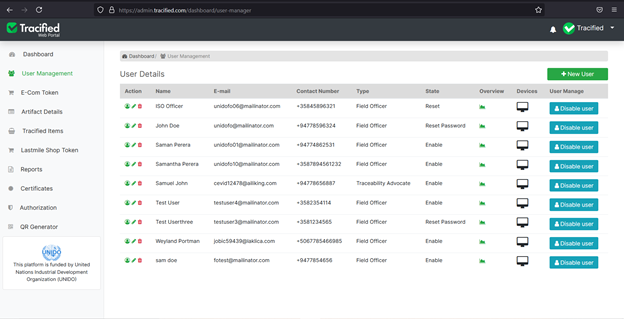 https://admin.tracified.com/dashboard/user-manager
Tracified
Web Portal
Tracified
Dashboard
User Management
E-Com Token
Artifact Details
Tracified Items
Lastmile Shop Token
Reports
Certificates
Authorization
QR Generator
UNIDO
This platform is funded by United
Nations Industrial Development
Organization (UNIDO)
Dashboard / User Management
User Details
+ New User
Action Name E-mail Contact Number Type State Overview Devices User Manage
ISO Officer unidofo06@mailinator.com +35845896321 Field Officer Reset Disable user
John Doe unidofo@mailinator.com +94778596324 Field Officer Reset Password Disable user
Saman Perera unidofo01@mailinator.com +94774862531 Field Officer Enable Disable user
Samantha Perera unidofo10@mailinator.com +3587894561232 Field Officer Enable Disable user
Samuel John cevid12478@ailiking.com +94778656887 Traceability Advocate Enable Disable user
Test User testuser4@mailinator.com +3582354114 Field Officer Enable Disable user
Test Userthree testuser3@mailinator.com +3581234565 Field Officer Reset Password Disable user
Weyland Portman jobic59439@lakilca.com +5067785466985 Field Officer Enable Disable user
sam doe fotest@mailinator.com +9477854656 Field Officer Enable Disable user